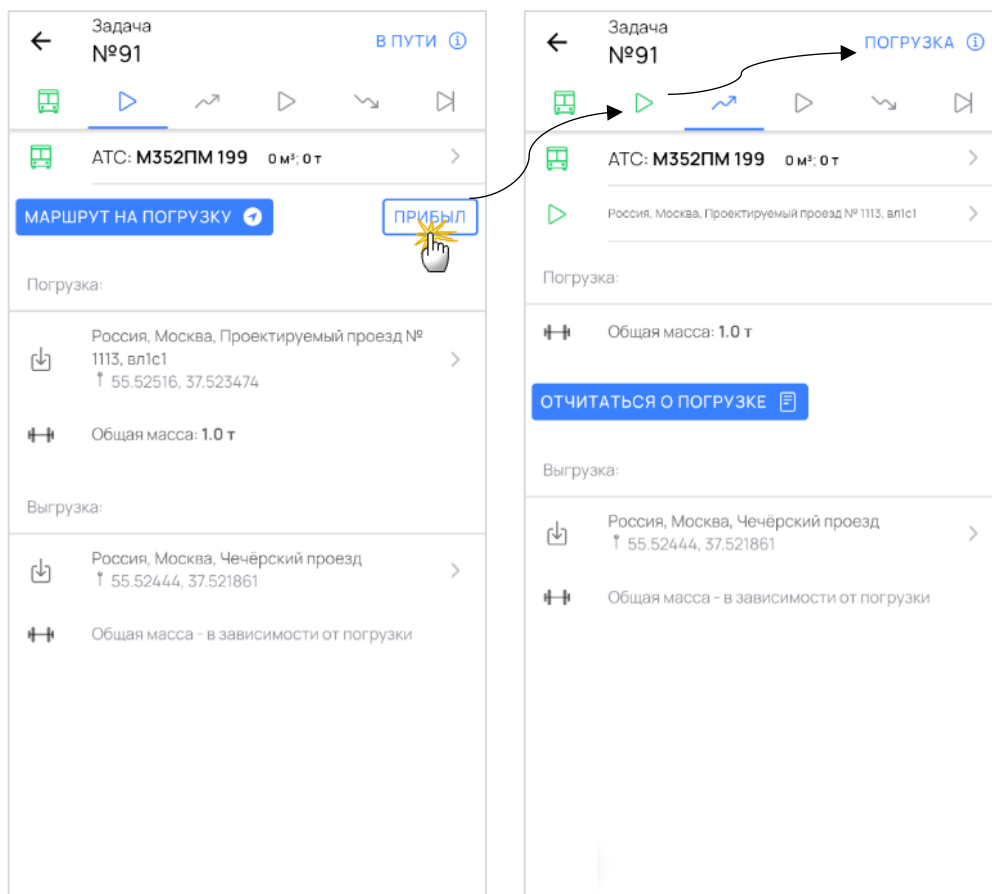 Задача
№91
В ПУТИ
АТС: М352ПМ 199 0 м³; 0 т
МАРШРУТ НА ПОГРУЗКУ
ПРИБЫЛ
Погрузка:
Россия, Москва, Проектируемый проезд №
1113, вл1с1
55.52516, 37.523474
Общая масса: 1.0 т
Выгрузка:
Россия, Москва, Чечёрский проезд
55.52444, 37.521861
Общая масса - в зависимости от погрузки
Задача
№91
ПОГРУЗКА
АТС: М352ПМ 199 0 м³; 0 т
Россия, Москва, Проектируемый проезд № 1113, вл1с1
Погрузка:
Общая масса: 1.0 т
ОТЧИТАТЬСЯ О ПОГРУЗКЕ
Выгрузка:
Россия, Москва, Чечёрский проезд
55.52444, 37.521861
Общая масса - в зависимости от погрузки